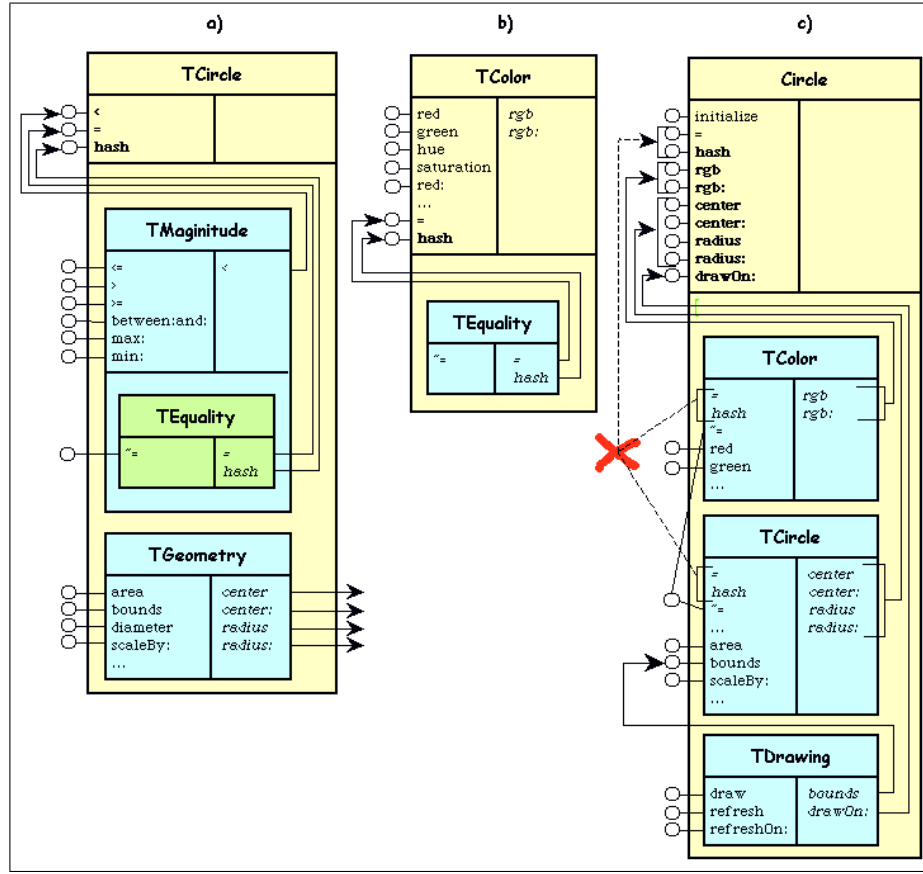 a)
TCircle
<
=
hash
TMaginitude
<= <
>
>=
between:and:
max:
min:
TEquality
~= =
hash
TGeometry
area center
bounds center:
diameter radius
scaleBy: radius:
...
b)
TColor
red rgb
green rgb:
hue
saturation
red:
...
=
hash
TEquality
~= =
hash
c)
Circle
initialize
=
hash
rgb
rgb:
center
center:
radius
radius:
drawOn:
TColor
= rgb
hash rgb:
~=
red
green
...
TCircle
= center
hash center:
~= radius
... radius:
area
bounds
scaleBy:
...
TDrawing
draw bounds
refresh drawOn:
refreshOn: